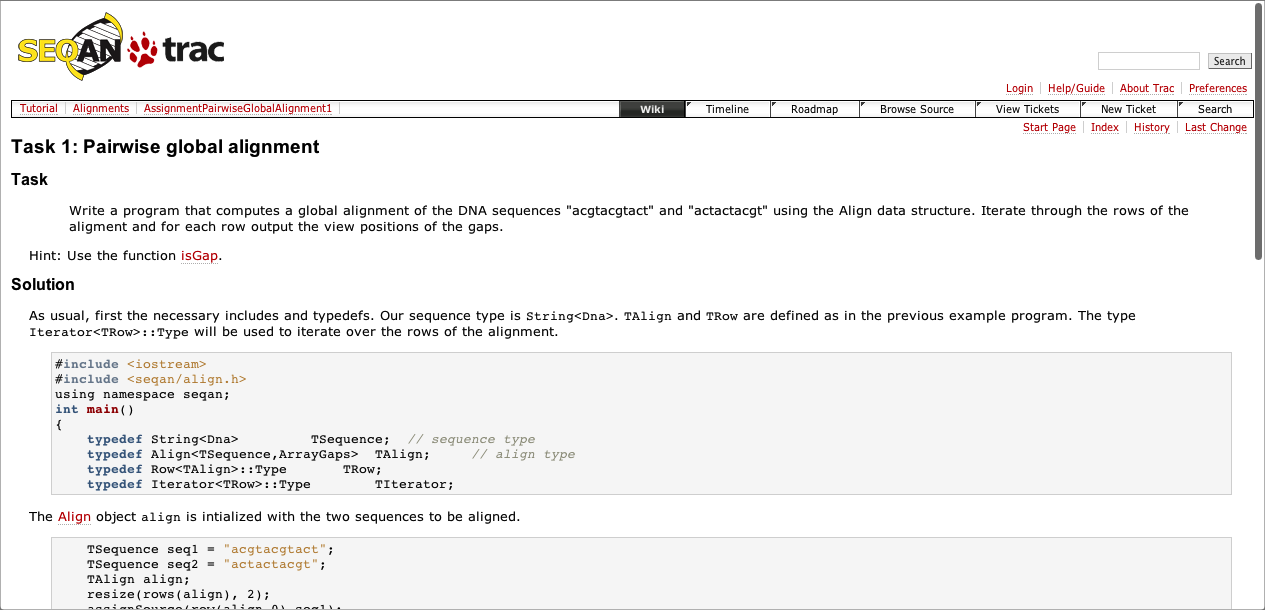 SEQAN trac
Search
Login Help/Guide About Trac Preferences
Tutorial Alignments AssignmentPairwiseGlobalAlignment1 Wiki Timeline Roadmap Browse Source View Tickets New Ticket Search
Start Page Index History Last Change
Task 1: Pairwise global alignment
Task
Write a program that computes a global alignment of the DNA sequences "acgtacgtact" and "actactacgt" using the Align data structure. Iterate through the rows of the
aligment and for each row output the view positions of the gaps.
Hint: Use the function isGap.
Solution
As usual, first the necessary includes and typedefs. Our sequence type is String<Dna>. TAlign and TRow are defined as in the previous example program. The type
Iterator<TRow>::Type will be used to iterate over the rows of the alignment.
#include <iostream>
#include <seqan/align.h>
using namespace seqan;
int main()
{
typedef String<Dna> TSequence; // sequence type
typedef Align<TSequence,ArrayGaps> TAlign; // align type
typedef Row<TAlign>::Type TRow;
typedef Iterator<TRow>::Type TIterator;
The Align object align is intialized with the two sequences to be aligned.
TSequence seq1 = "acgtacgtact";
TSequence seq2 = "actactacgt";
TAlign align;
resize(rows(align), 2);
assignSource(row(align,0),seq1);